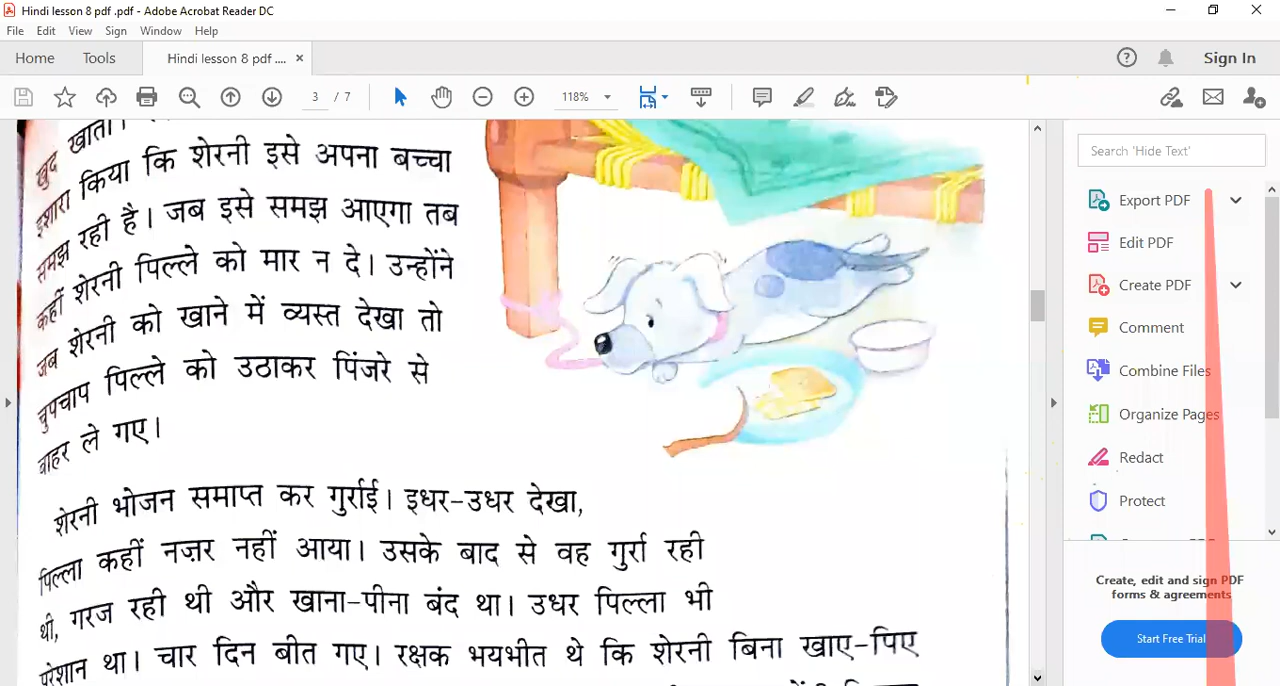 Hindi lesson 8 pdf .pdf - Adobe Acrobat Reader DC
File Edit View Sign Window Help
Home Tools Hindi lesson 8 pdf .... × Sign In
3 / 7 118%
खुद खाती।
इशारा किया कि शेरनी इसे अपना बच्चा
समझ रही है। जब इसे समझ आएगा तब
कहीं शेरनी पिल्ले को मार न दे। उन्होंने
जब शेरनी को खाने में व्यस्त देखा तो
चुपचाप पिल्ले को उठाकर पिंजरे से
बाहर ले गए।
शेरनी भोजन समाप्त कर गुर्राई। इधर-उधर देखा,
पिल्ला कहीं नज़र नहीं आया। उसके बाद से वह गुर्रा रही
थी, गरज रही थी और खाना-पीना बंद था। उधर पिल्ला भी
परेशान था। चार दिन बीत गए। रक्षक भयभीत थे कि शेरनी बिना खाए-पिए
Search 'Hide Text'
Export PDF
Edit PDF
Create PDF
Comment
Combine Files
Organize Pages
Redact
Protect
Create, edit and sign PDF
forms & agreements
Start Free Trial